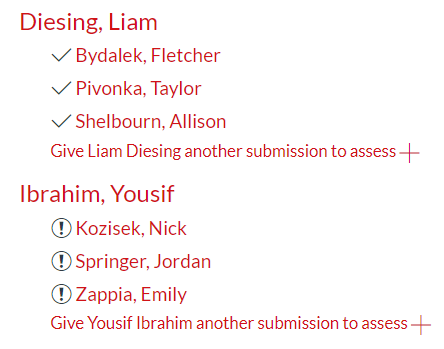 Diesing, Liam
Bydalek, Fletcher
Pivonka, Taylor
Shelbourn, Allison
Give Liam Diesing another submission to assess
Ibrahim, Yousif
Kozisek, Nick
Springer, Jordan
Zappia, Emily
Give Yousif Ibrahim another submission to assess